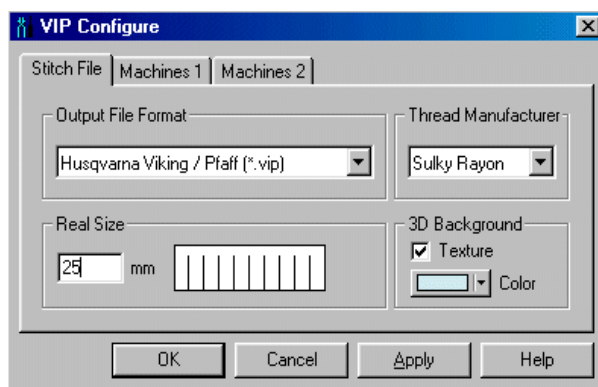 VIP Configure
Stitch File Machines 1 Machines 2
Output File Format
Husqvarna Viking / Pfaff (*.vip)
Thread Manufacturer
Sulky Rayon
Real Size
25 mm
3D Background
Texture
Color
OK Cancel Apply Help